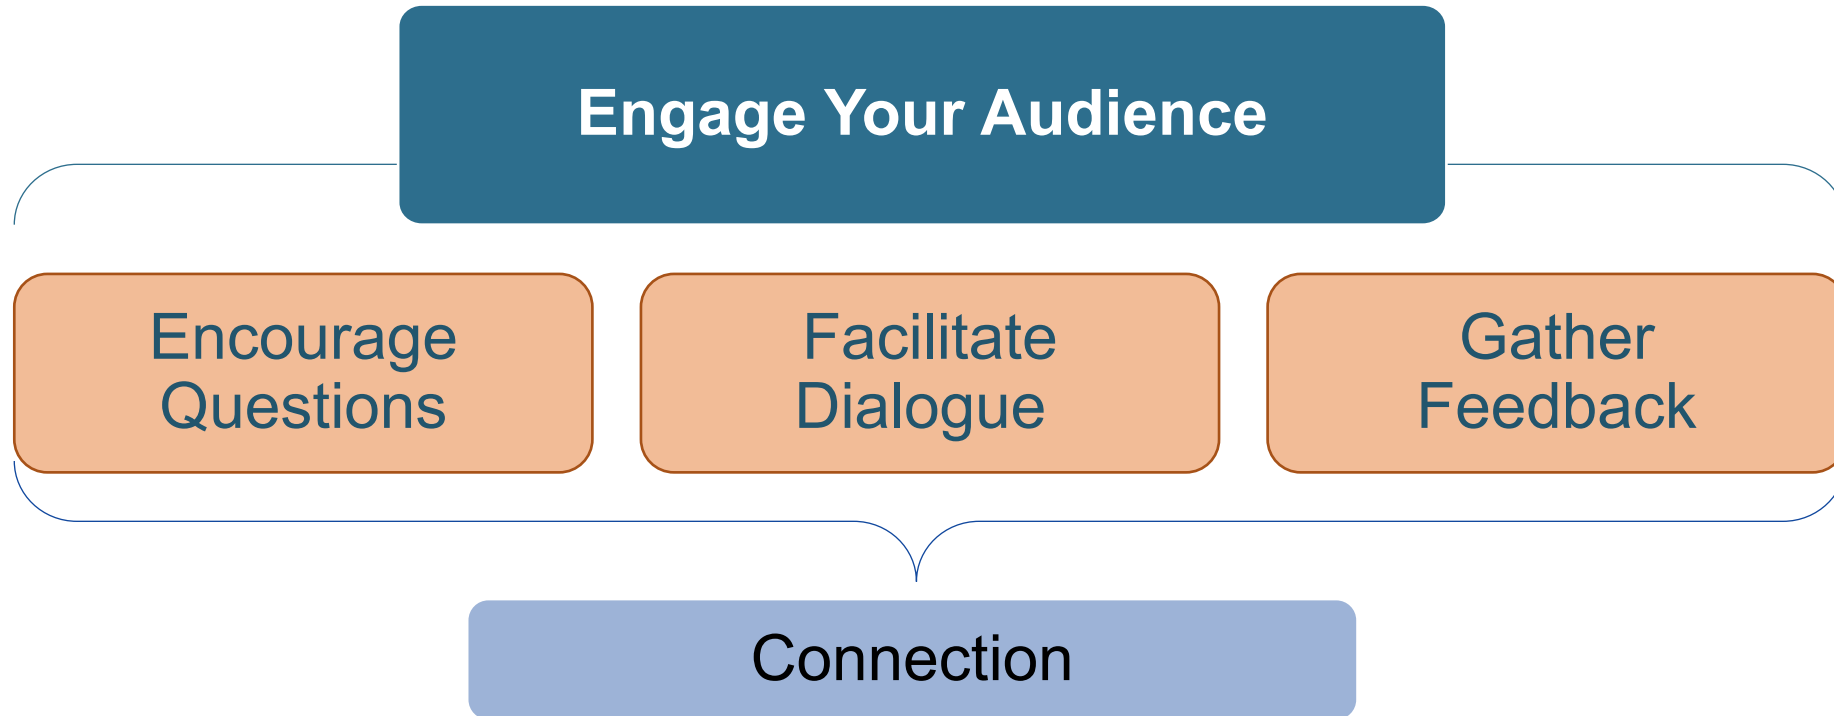 Engage Your Audience
Encourage
Questions
Facilitate
Dialogue
Gather
Feedback
Connection